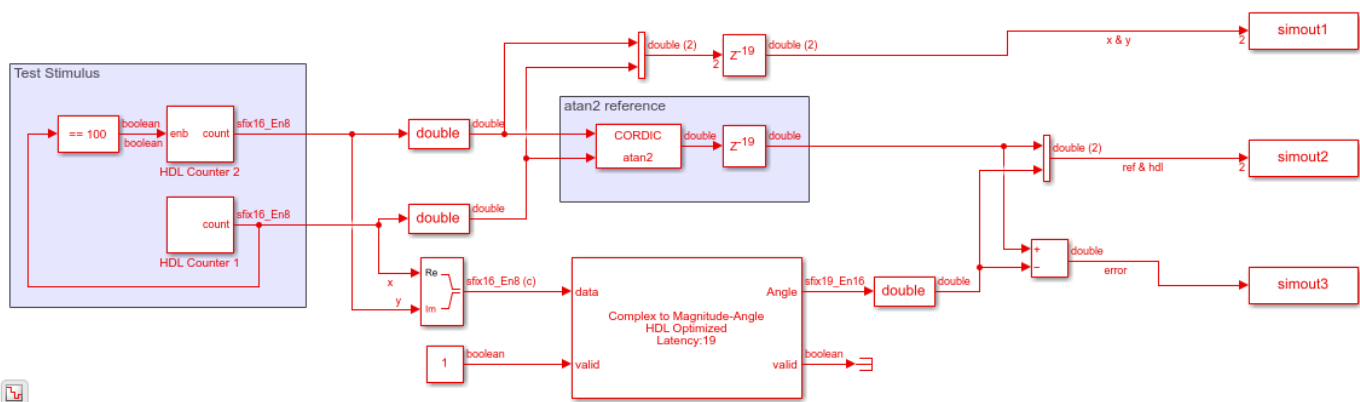 Test Stimulus
== 100
boolean
boolean
enb
count
sfix16_En8
HDL Counter 2
count
sfix16_En8
HDL Counter 1
double
double
double
double
double (2)
2
Z-19
double (2)
x & y
2
simout1
atan2 reference
CORDIC
atan2
double
Z-19
double
double (2)
ref & hdl
2
simout2
Re
Im
x
y
sfix16_En8 (c)
1
boolean
data
valid
Complex to Magnitude-Angle
HDL Optimized
Latency:19
Angle
valid
sfix19_En16
boolean
double
double
+
−
double
error
simout3